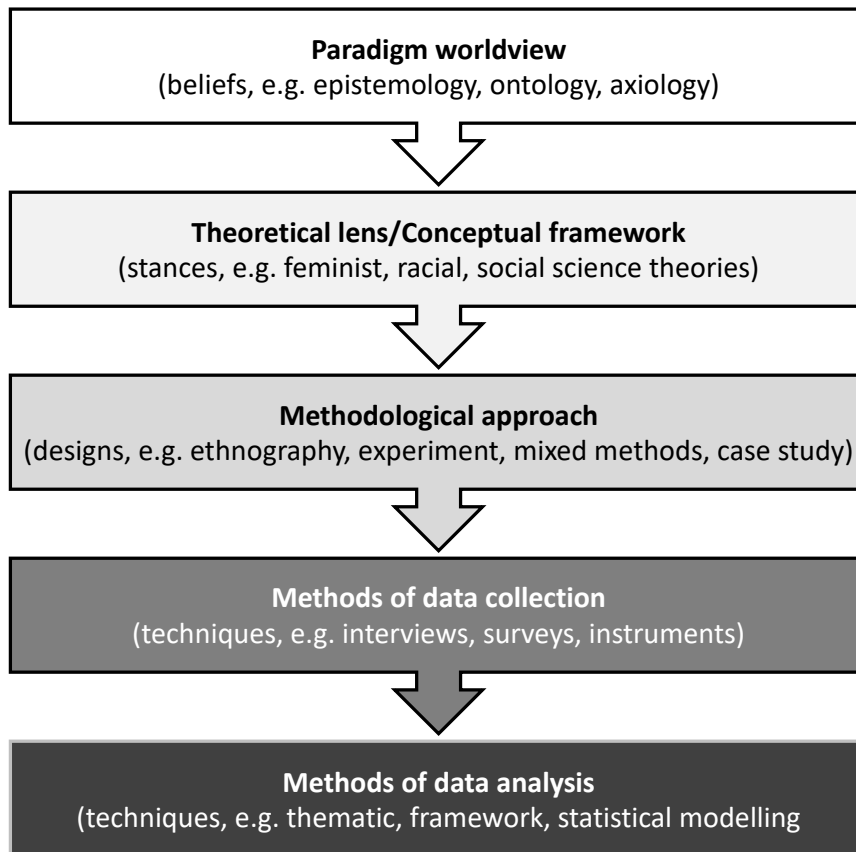 Paradigm worldview
(beliefs, e.g. epistemology, ontology, axiology)
Theoretical lens/Conceptual framework
(stances, e.g. feminist, racial, social science theories)
Methodological approach
(designs, e.g. ethnography, experiment, mixed methods, case study)
Methods of data collection
(techniques, e.g. interviews, surveys, instruments)
Methods of data analysis
(techniques, e.g. thematic, framework, statistical modelling